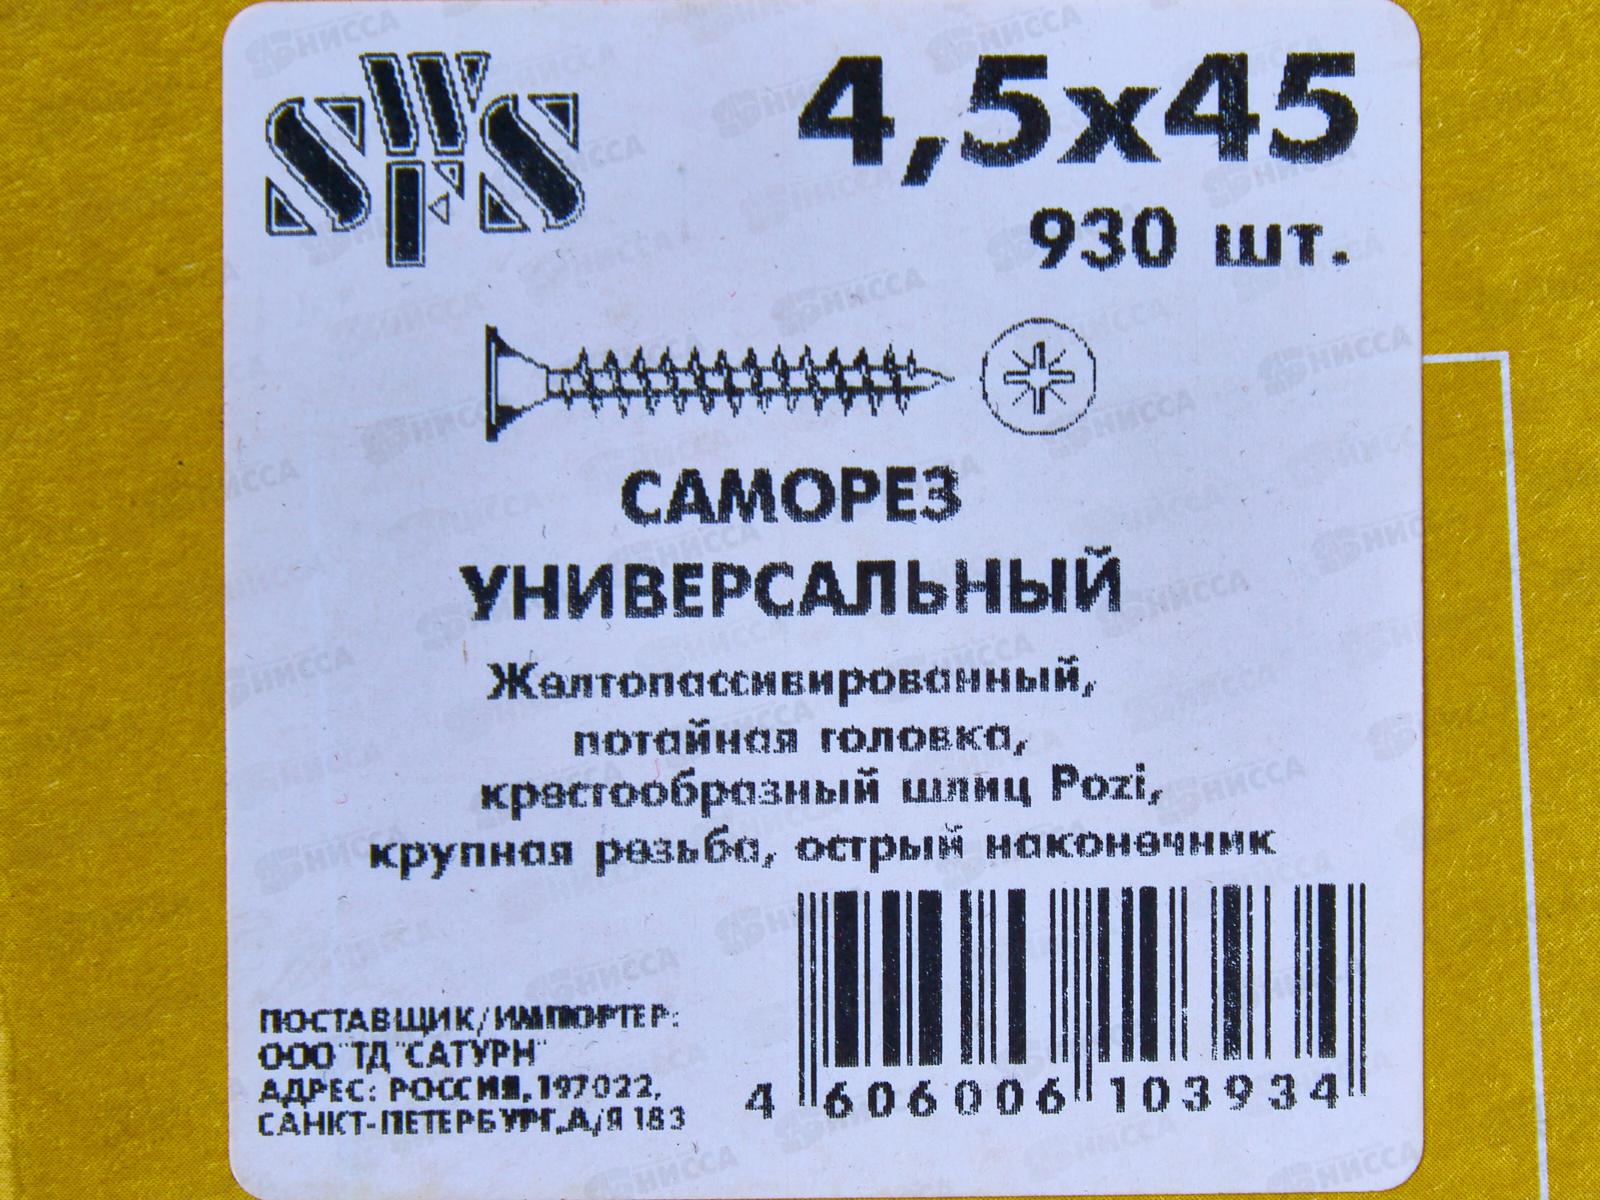 SWFS
4,5x45
930 шт.
САМОРЕЗ
УНИВЕРСАЛЬНЫЙ
Желтопассивированный,
потайная головка,
крестообразный шлиц Pozi,
крупная резьба, острый наконечник
ПОСТАВЩИК/ИМПОРТЕР:
ООО "ТД "САТУРН"
АДРЕС: РОССИЯ, 197022,
САНКТ-ПЕТЕРБУРГ,А/Я 183
4 606006 103934